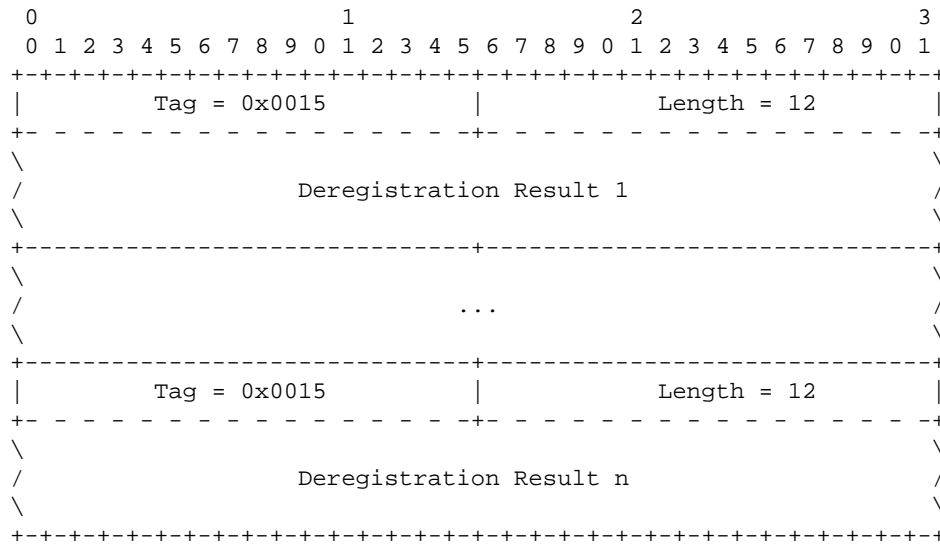 0                   1                   2                   3
 0 1 2 3 4 5 6 7 8 9 0 1 2 3 4 5 6 7 8 9 0 1 2 3 4 5 6 7 8 9 0 1
+-+-+-+-+-+-+-+-+-+-+-+-+-+-+-+-+-+-+-+-+-+-+-+-+-+-+-+-+-+-+-+-+
|         Tag = 0x0015          |            Length = 12        |
+- - - - - - - - - - - - - - - -+- - - - - - - - - - - - - - - -+
\                                                               \
/                   Deregistration Result 1                     /
\                                                               \
+-------------------------------+-------------------------------+
\                                                               \
/                              ...                              /
\                                                               \
+-------------------------------+-------------------------------+
|         Tag = 0x0015          |            Length = 12        |
+- - - - - - - - - - - - - - - -+- - - - - - - - - - - - - - - -+
\                                                               \
/                   Deregistration Result n                     /
\                                                               \
+-+-+-+-+-+-+-+-+-+-+-+-+-+-+-+-+-+-+-+-+-+-+-+-+-+-+-+-+-+-+-+-+